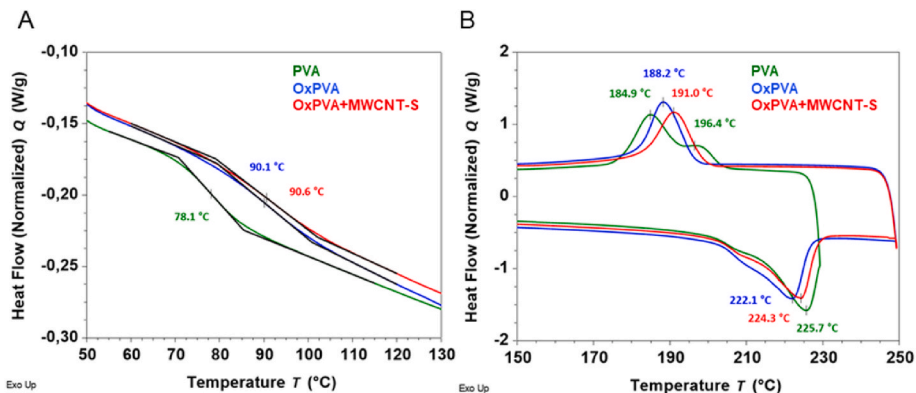 A
-0,10
-0,15
-0,20
-0,25
-0,30
Heat Flow (Normalized) Q (W/g)
PVA
OxPVA
OxPVA+MWCNT-S
90.1 °C
90.6 °C
78.1 °C
50 60 70 80 90 100 110 120 130
Temperature T (°C)
Exo Up
B
2
1
0
-1
-2
Heat Flow (Normalized) Q (W/g)
188.2 °C
PVA
184.9 °C
191.0 °C
OxPVA
OxPVA+MWCNT-S
196.4 °C
222.1 °C
224.3 °C
225.7 °C
150 170 190 210 230 250
Temperature T (°C)
Exo Up